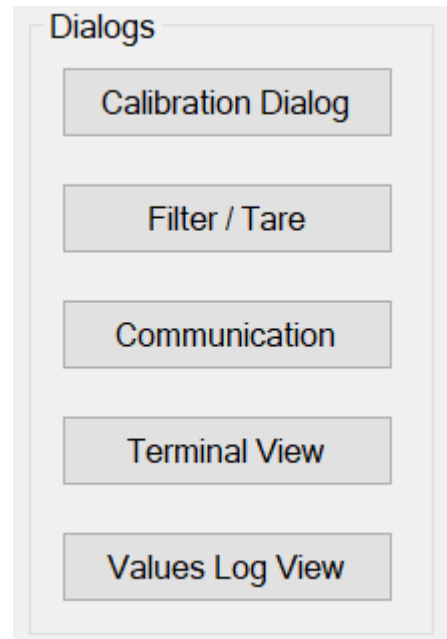 Dialogs
Calibration Dialog
Filter / Tare
Communication
Terminal View
Values Log View